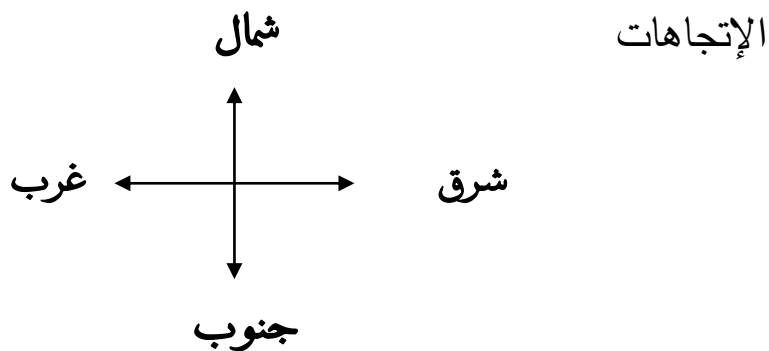 الإتجاهات
شمال
شرق
غرب
جنوب